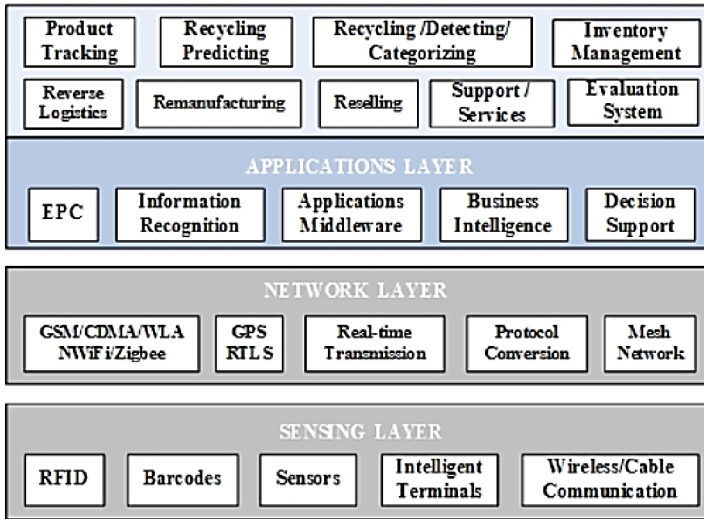 Product
Tracking
Recycling
Predicting
Recycling /Detecting/
Categorizing
Inventory
Management
Reverse
Logistics
Remanufacturing
Reselling
Support /
Services
Evaluation
System
APPLICATIONS LAYER
EPC
Information
Recognition
Applications
Middleware
Business
Intelligence
Decision
Support
NETWORK LAYER
GSM/CDMA/WLA
NWiFi/Zigbee
GPS
RTLS
Real-time
Transmission
Protocol
Conversion
Mesh
Network
SENSING LAYER
RFID
Barcodes
Sensors
Intelligent
Terminals
Wireless/Cable
Communication